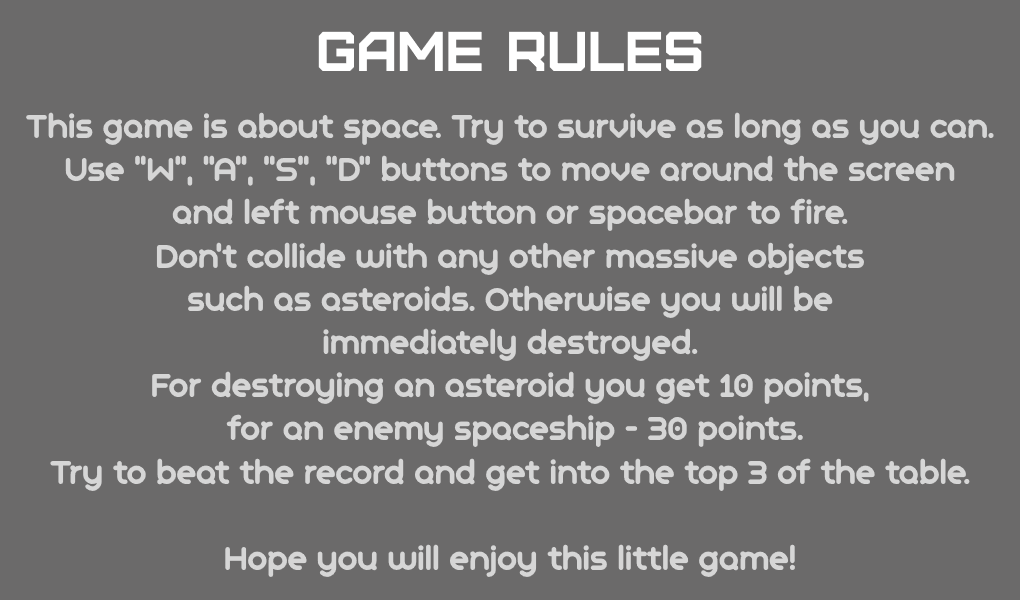 GAME RULES
This game is about space. Try to survive as long as you can.
Use "W", "A", "S", "D" buttons to move around the screen
and left mouse button or spacebar to fire.
Don't collide with any other massive objects
such as asteroids. Otherwise you will be
immediately destroyed.
For destroying an asteroid you get 10 points,
for an enemy spaceship - 30 points.
Try to beat the record and get into the top 3 of the table.
Hope you will enjoy this little game!